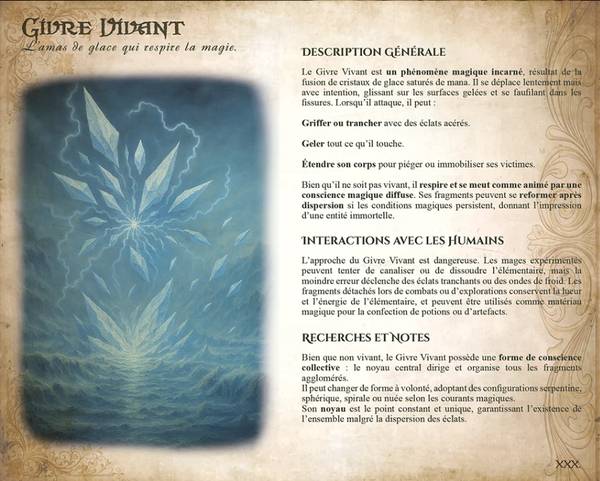 Givre Vivant
L'amas de glace qui respire la magie.
Description Générale
Le Givre Vivant est un phénomène magique incarné, résultat de la
fusion de cristaux de glace saturés de mana. Il se déplace lentement mais
avec intention, glissant sur les surfaces gelées et se faufilant dans les
fissures. Lorsqu'il attaque, il peut :
Griffer ou trancher avec des éclats acérés.
Geler tout ce qu'il touche.
Étendre son corps pour piéger ou immobiliser ses victimes.
Bien qu'il ne soit pas vivant, il respire et se meut comme animé par une
conscience magique diffuse. Ses fragments peuvent se reformer après
dispersion si les conditions magiques persistent, donnant l'impression
d'une entité immortelle.
Interactions avec les Humains
L'approche du Givre Vivant est dangereuse. Les mages expérimentés
peuvent tenter de canaliser ou de dissoudre l'élémentaire, mais la
moindre erreur déclenche des éclats tranchants ou des ondes de froid. Les
fragments détachés lors de combats ou d'explorations conservent la lueur
et l'énergie de l'élémentaire, et peuvent être utilisés comme matériau
magique pour la confection de potions ou d'artefacts.
Recherches et Notes
Bien que non vivant, le Givre Vivant possède une forme de conscience
collective : le noyau central dirige et organise tous les fragments
agglomérés.
Il peut changer de forme à volonté, adoptant des configurations serpentine,
sphérique, spirale ou nuée selon les courants magiques.
Son noyau est le point constant et unique, garantissant l'existence de
l'ensemble malgré la dispersion des éclats.
XXX.